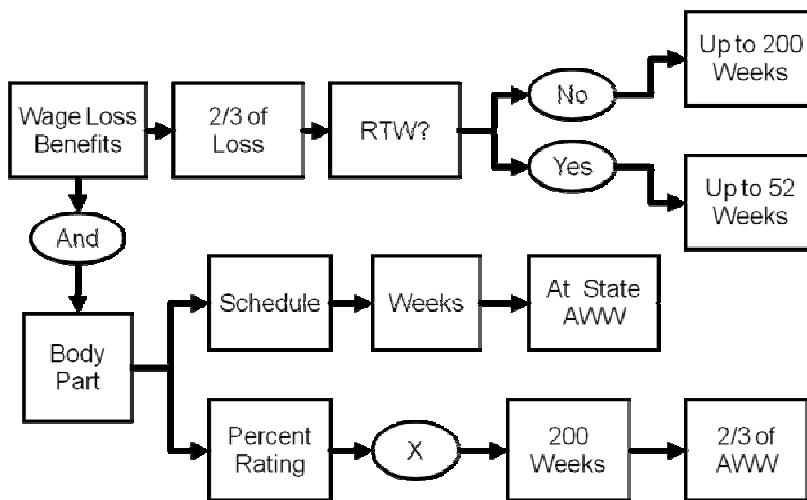 Up to 200
Weeks
Wage Loss
Benefits
2/3 of
Loss
RTW?
No
Yes
Up to 52
Weeks
And
Schedule
Weeks
At State
AWW
Body
Part
Percent
Rating
X
200
Weeks
2/3 of
AWW